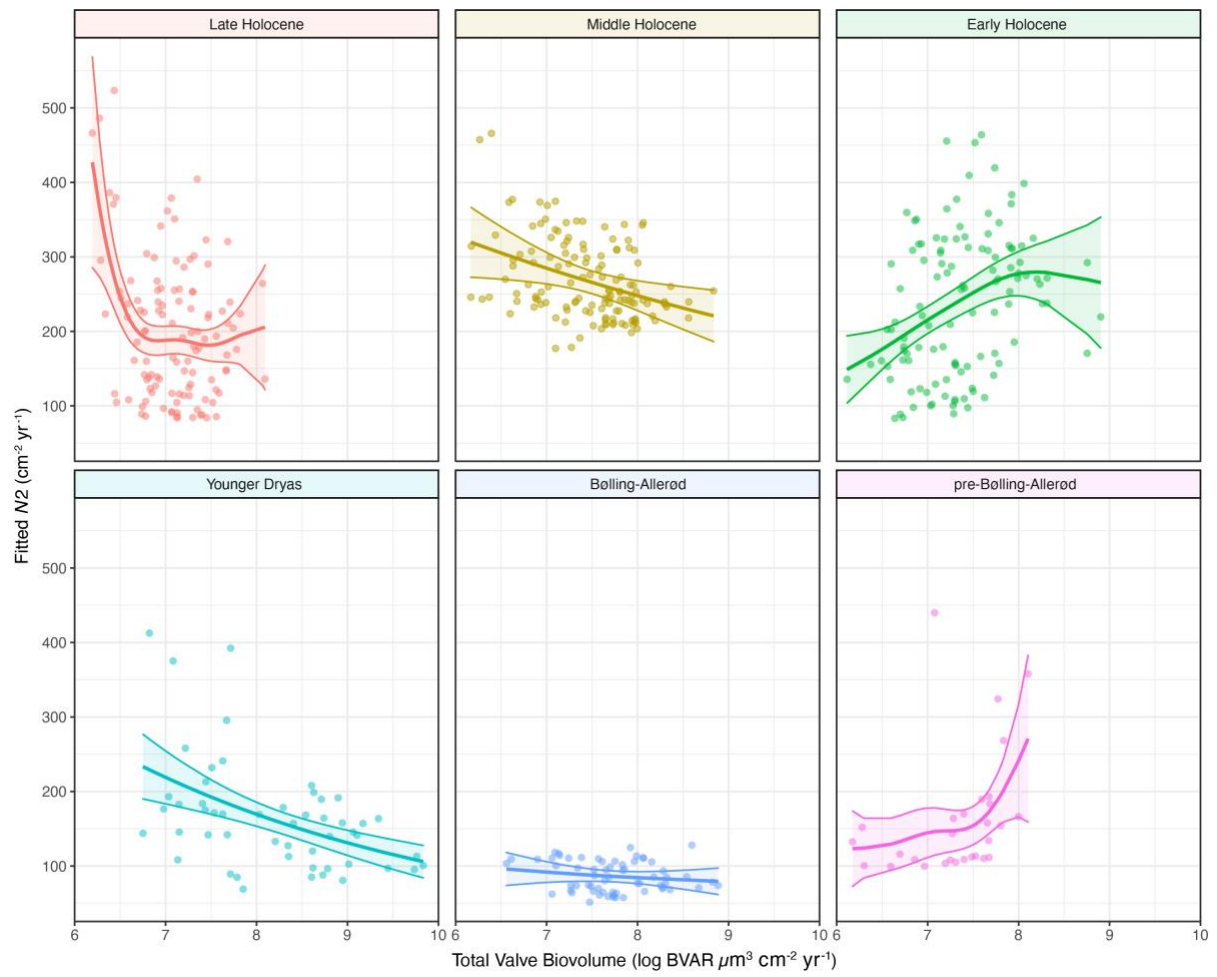 Late Holocene
Middle Holocene
Early Holocene
500
400
300
200
100
Younger Dryas
Bølling-Allerød
pre-Bølling-Allerød
500
400
300
200
100
6 7 8 9 10
6 7 8 9 10
6 7 8 9 10
Fitted N2 (cm⁻² yr⁻¹)
Total Valve Biovolume (log BVAR μm³ cm⁻² yr⁻¹)